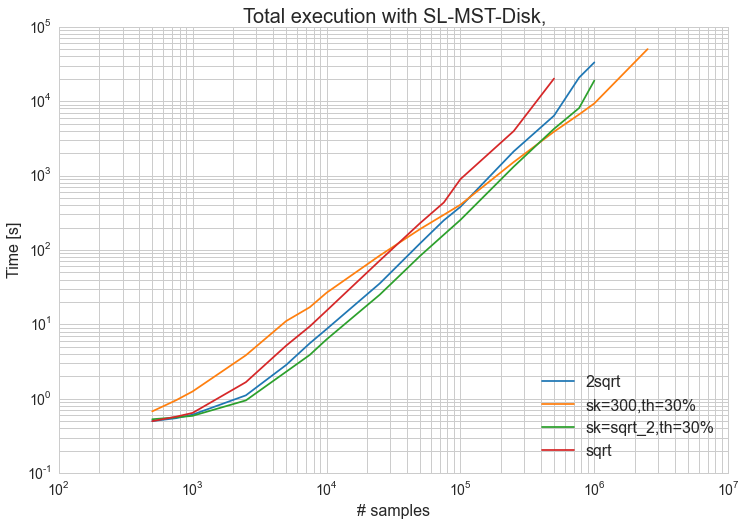 Total execution with SL-MST-Disk,
10^5
10^4
10^3
10^2
10^1
10^0
10^-1
Time [s]
2sqrt
sk=300,th=30%
sk=sqrt_2,th=30%
sqrt
10^2 10^3 10^4 10^5 10^6 10^7
# samples